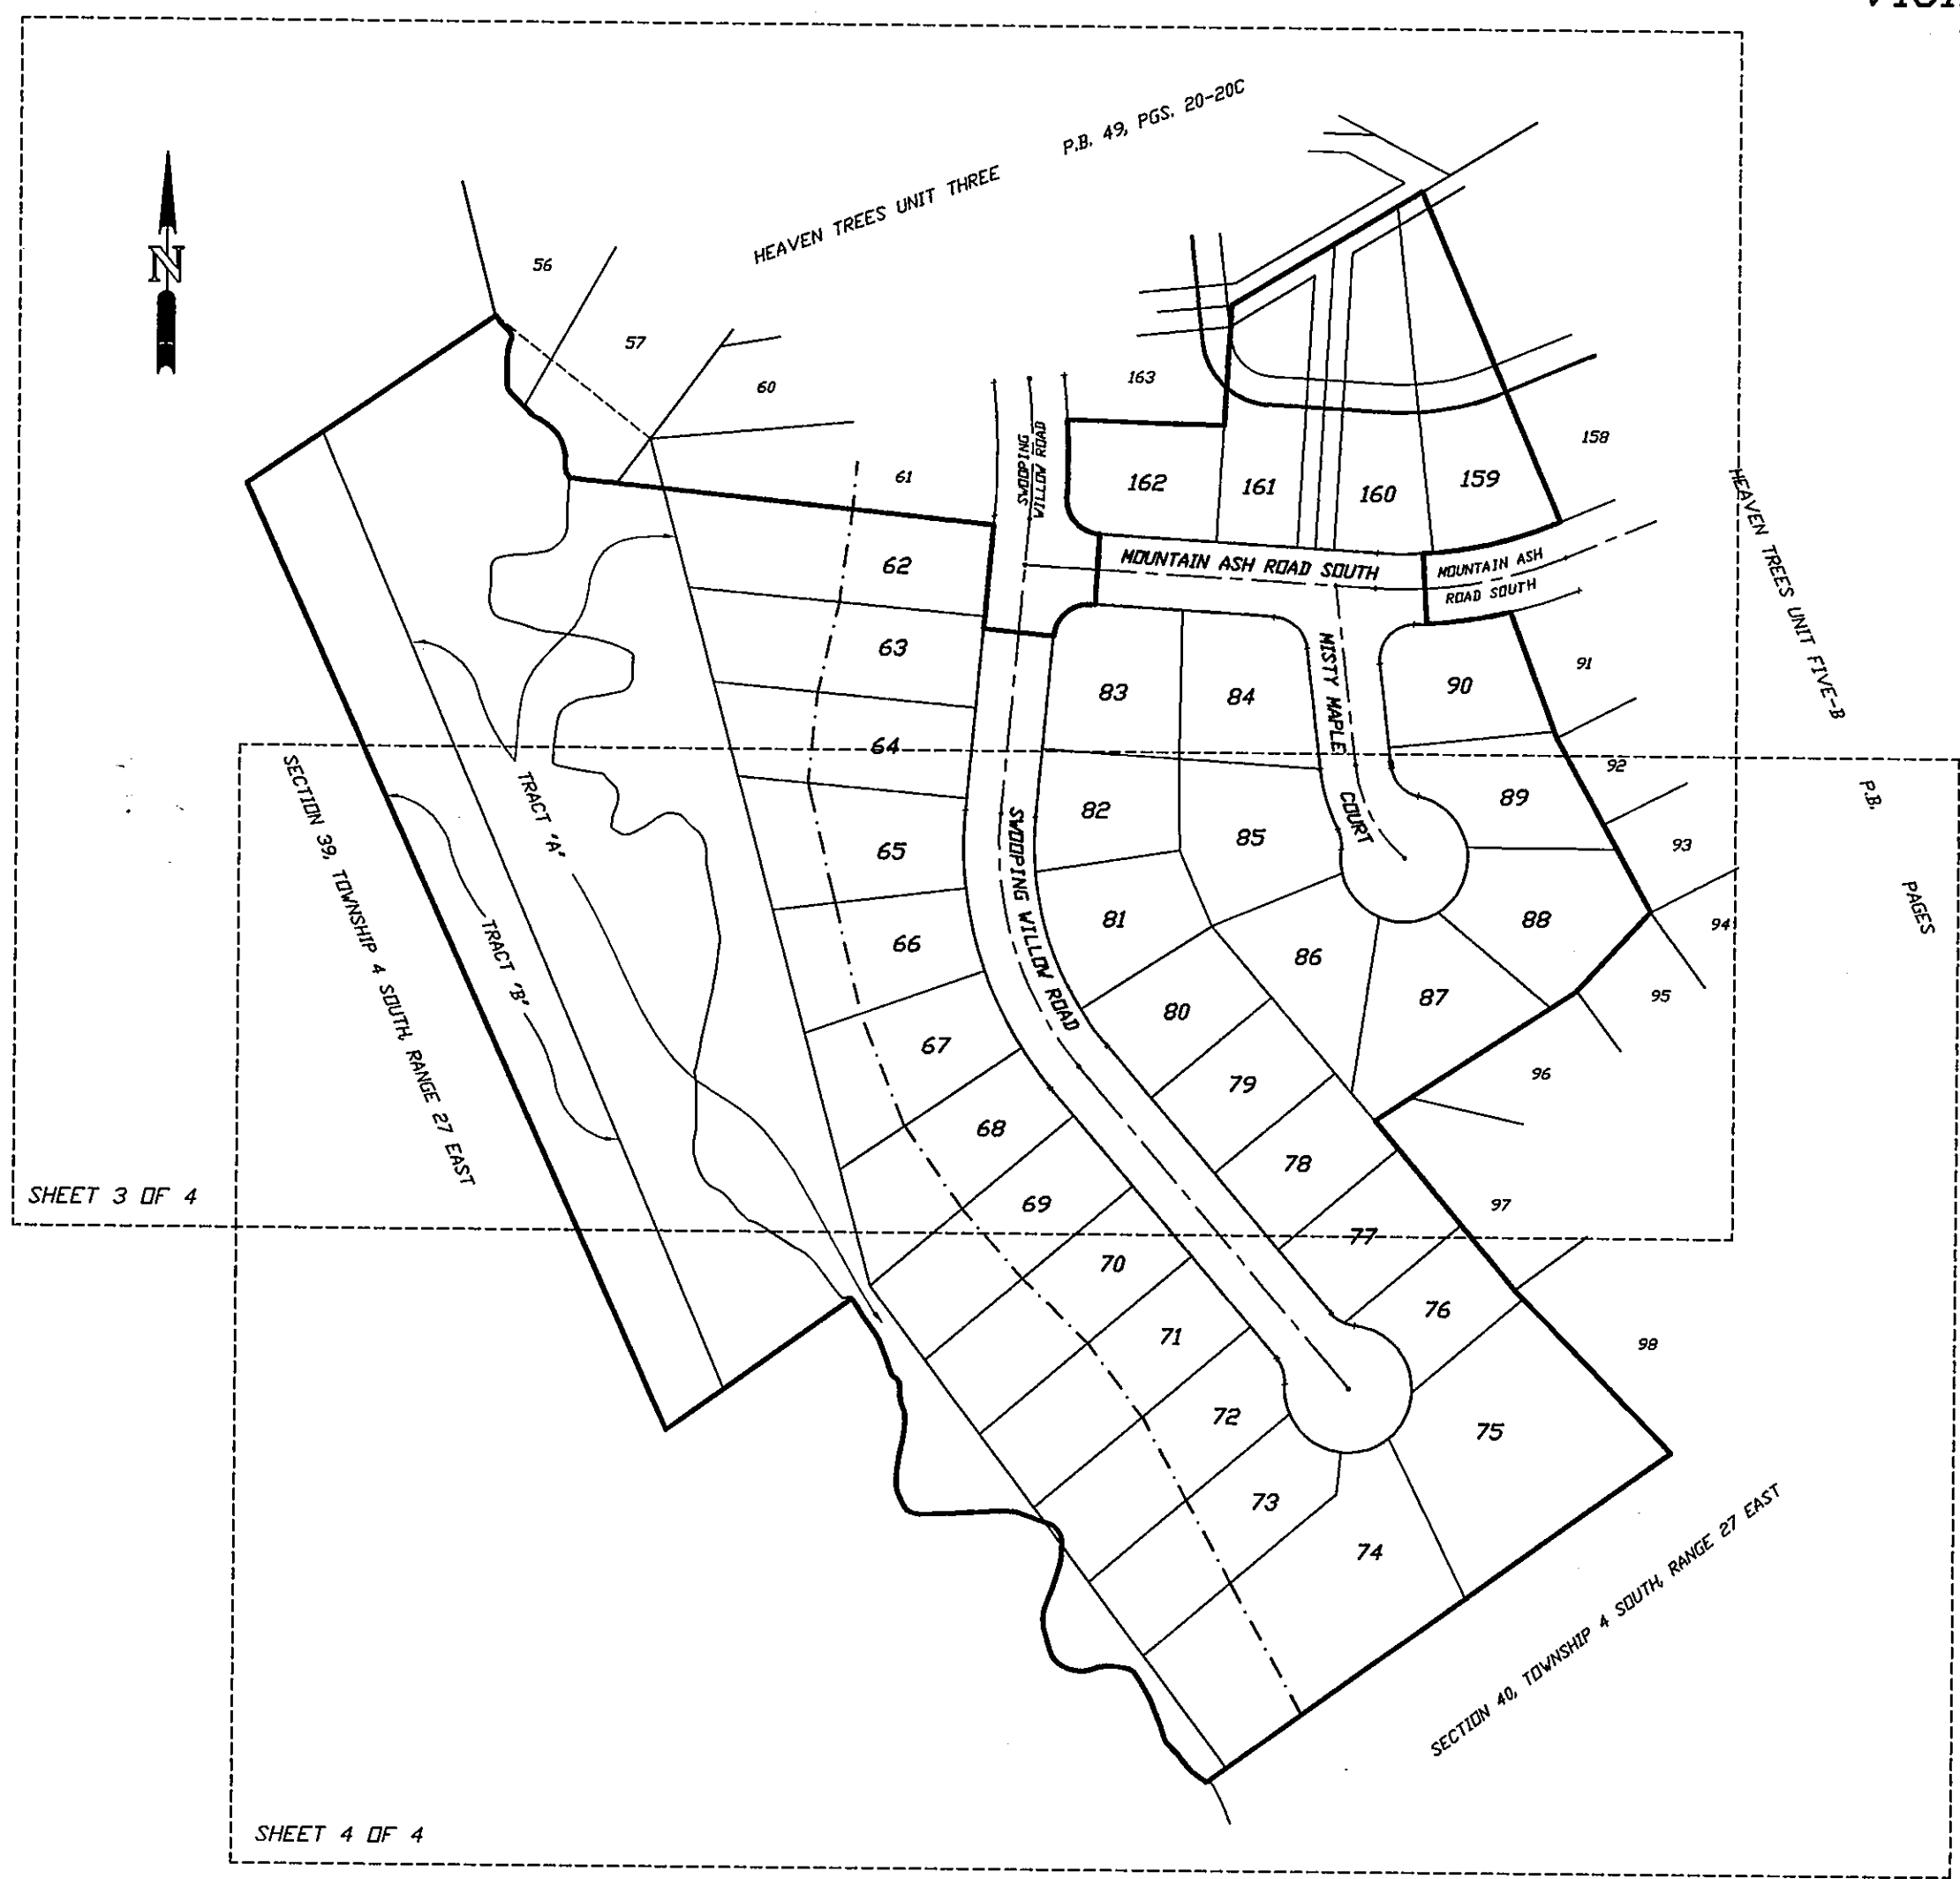 P.B. 49, PGS. 20-20C
HEAVEN TREES UNIT THREE
N
56
57
60
61
163
158
SWOOPING
WILLOW ROAD
162
161
160
159
MOUNTAIN ASH ROAD SOUTH
MOUNTAIN ASH
ROAD SOUTH
HEAVEN TREES UNIT FIVE-B
P.B.
PAGES
62
63
64
65
66
67
68
69
70
71
72
73
74
75
76
77
78
79
80
81
82
83
84
85
86
87
88
89
90
91
92
93
94
95
96
97
98
MISTY MAPLE
COURT
SWOOPING WILLOW ROAD
TRACT 'A'
TRACT 'B'
SECTION 39, TOWNSHIP 4 SOUTH, RANGE 27 EAST
SHEET 3 OF 4
SECTION 40, TOWNSHIP 4 SOUTH, RANGE 27 EAST
SHEET 4 OF 4